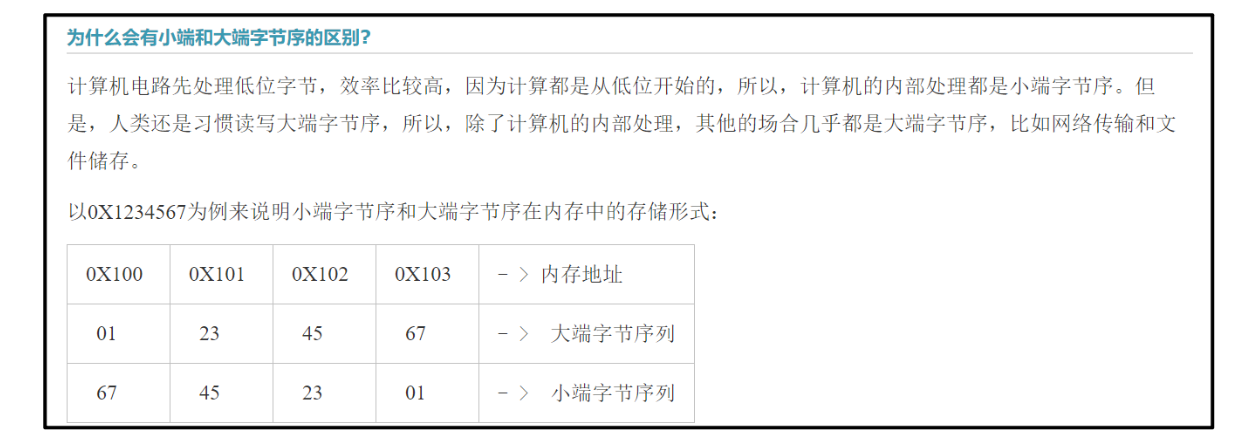 为什么会有小端和大端字节序的区别?
计算机电路先处理低位字节，效率比较高，因为计算都是从低位开始的，所以，计算机的内部处理都是小端字节序。但
是，人类还是习惯读写大端字节序，所以，除了计算机的内部处理，其他的场合几乎都是大端字节序，比如网络传输和文
件储存。
以0X1234567为例来说明小端字节序和大端字节序在内存中的存储形式：
0X100 0X101 0X102 0X103 －＞内存地址
01 23 45 67 －＞ 大端字节序列
67 45 23 01 －＞ 小端字节序列